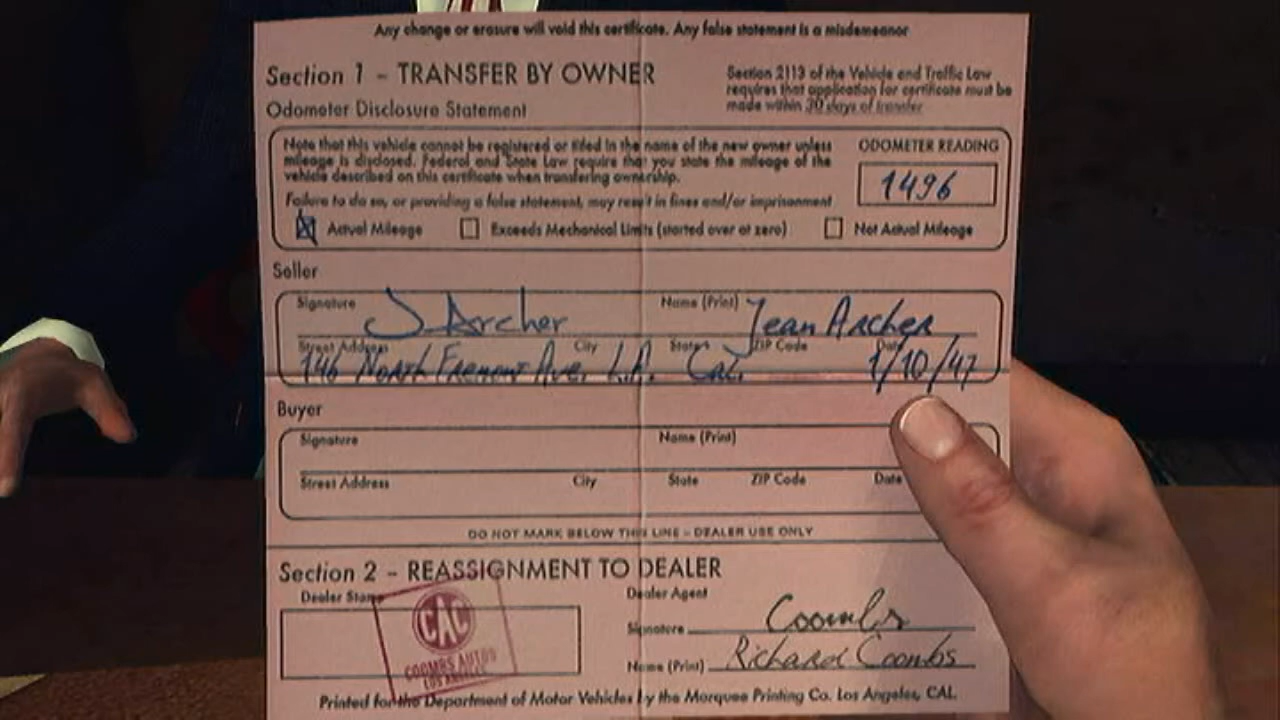 Any change or erasure will void this certificate. Any false statement is a misdemeanor
Section 1 - TRANSFER BY OWNER
Section 2113 of the Vehicle and Traffic Law
requires that application for certificate must be
made within 30 days of transfer
Odometer Disclosure Statement
Note that this vehicle cannot be registered or titled in the name of the new owner unless
mileage is disclosed. Federal and State Law require that you state the mileage of the
vehicle described on this certificate when transferring ownership.
Failure to do so, or providing a false statement, may result in fines and/or imprisonment
ODOMETER READING
1496
Actual Mileage
Exceeds Mechanical Limits (started over at zero)
Not Actual Mileage
Seller
Signature J Archer Name (Print) Jean Archer
Street Address City State ZIP Code Date
146 North Fremont Ave, L.A. Cal. 1/10/47
Buyer
Signature Name (Print)
Street Address City State ZIP Code Date
DO NOT MARK BELOW THIS LINE - DEALER USE ONLY
Section 2 - REASSIGNMENT TO DEALER
Dealer Stamp
CAC
COOMBS AUTOS
LOS ANGELES
Dealer Agent
Signature Coombs
Name (Print) Richard Coombs
Printed for the Department of Motor Vehicles by the Marquee Printing Co. Los Angeles, CAL.